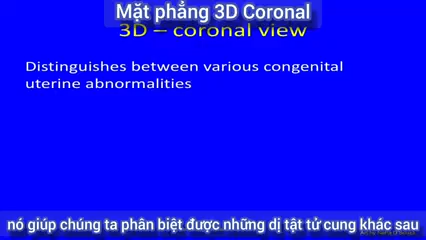 Mặt phẳng 3D Coronal
3D – coronal view
Distinguishes between various congenital
uterine abnormalities
nó giúp chúng ta phân biệt được những dị tật tử cung khác sau